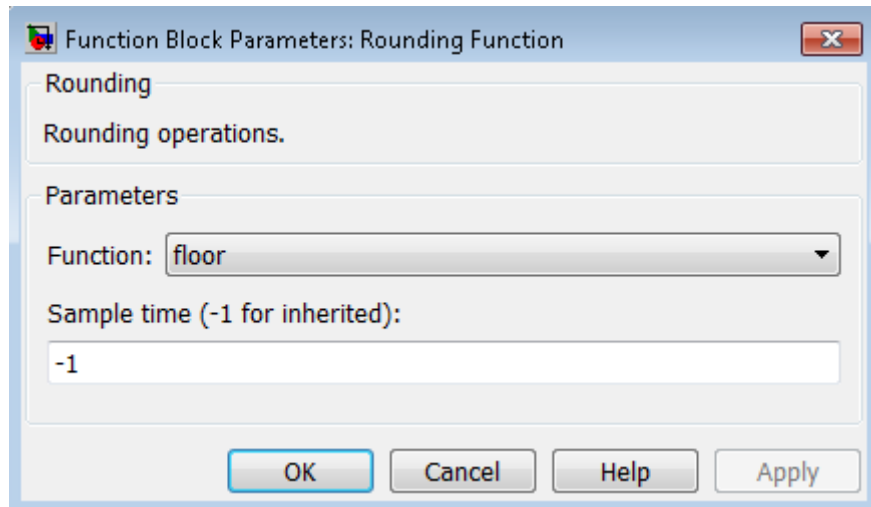 Function Block Parameters: Rounding Function
Rounding
Rounding operations.
Parameters
Function: floor
Sample time (-1 for inherited):
-1
OK Cancel Help Apply